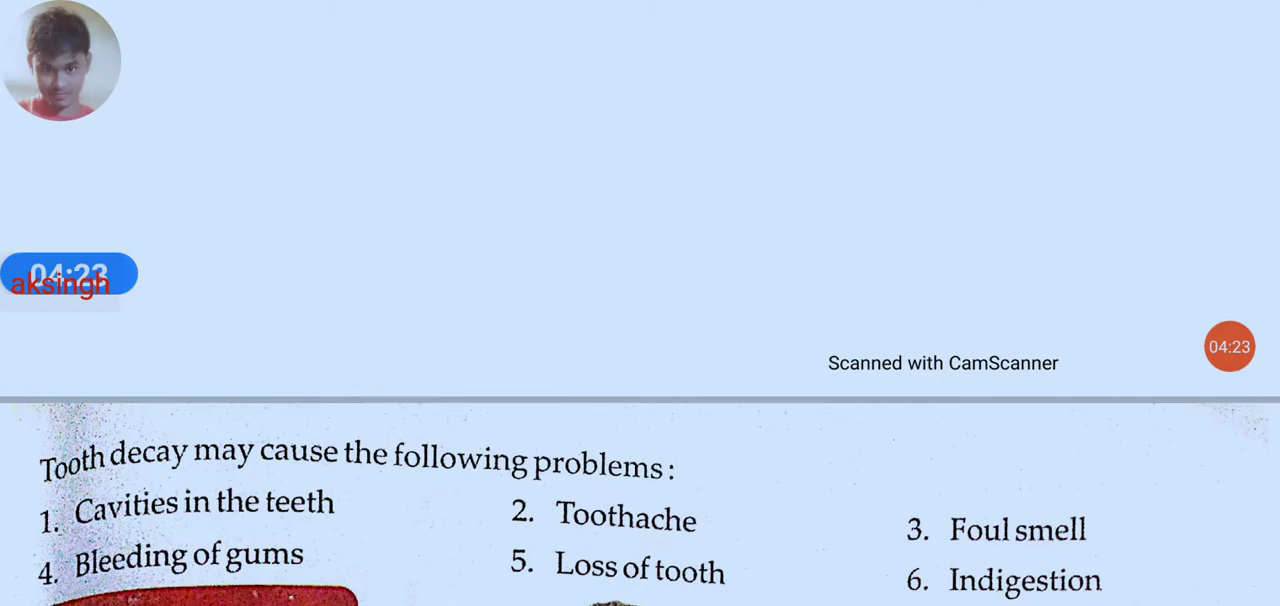 04:23
aksingh
04:23
Scanned with CamScanner
Tooth decay may cause the following problems :
1. Cavities in the teeth 2. Toothache 3. Foul smell
4. Bleeding of gums 5. Loss of tooth 6. Indigestion